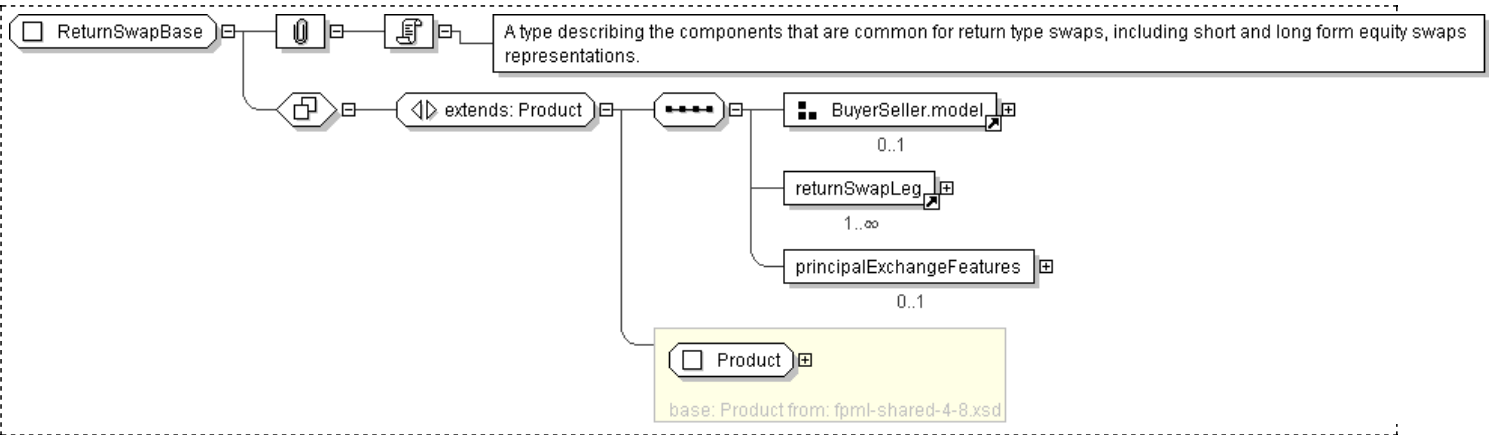 ReturnSwapBase
A type describing the components that are common for return type swaps, including short and long form equity swaps
representations.
extends: Product
BuyerSeller.model
0..1
returnSwapLeg
1..∞
principalExchangeFeatures
0..1
Product
base: Product from: fpml-shared-4-8.xsd